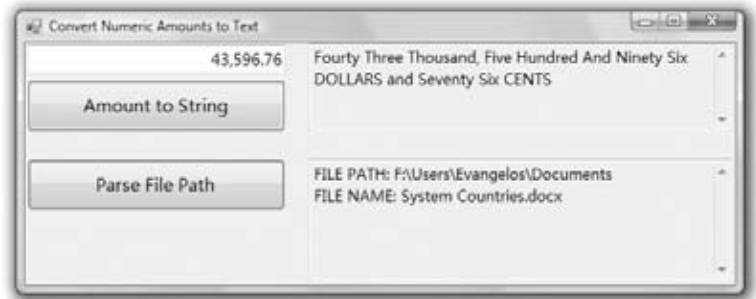 Convert Numeric Amounts to Text
43,596.76
Fourty Three Thousand, Five Hundred And Ninety Six
DOLLARS and Seventy Six CENTS
Amount to String
Parse File Path
FILE PATH: F:\Users\Evangelos\Documents
FILE NAME: System Countries.docx